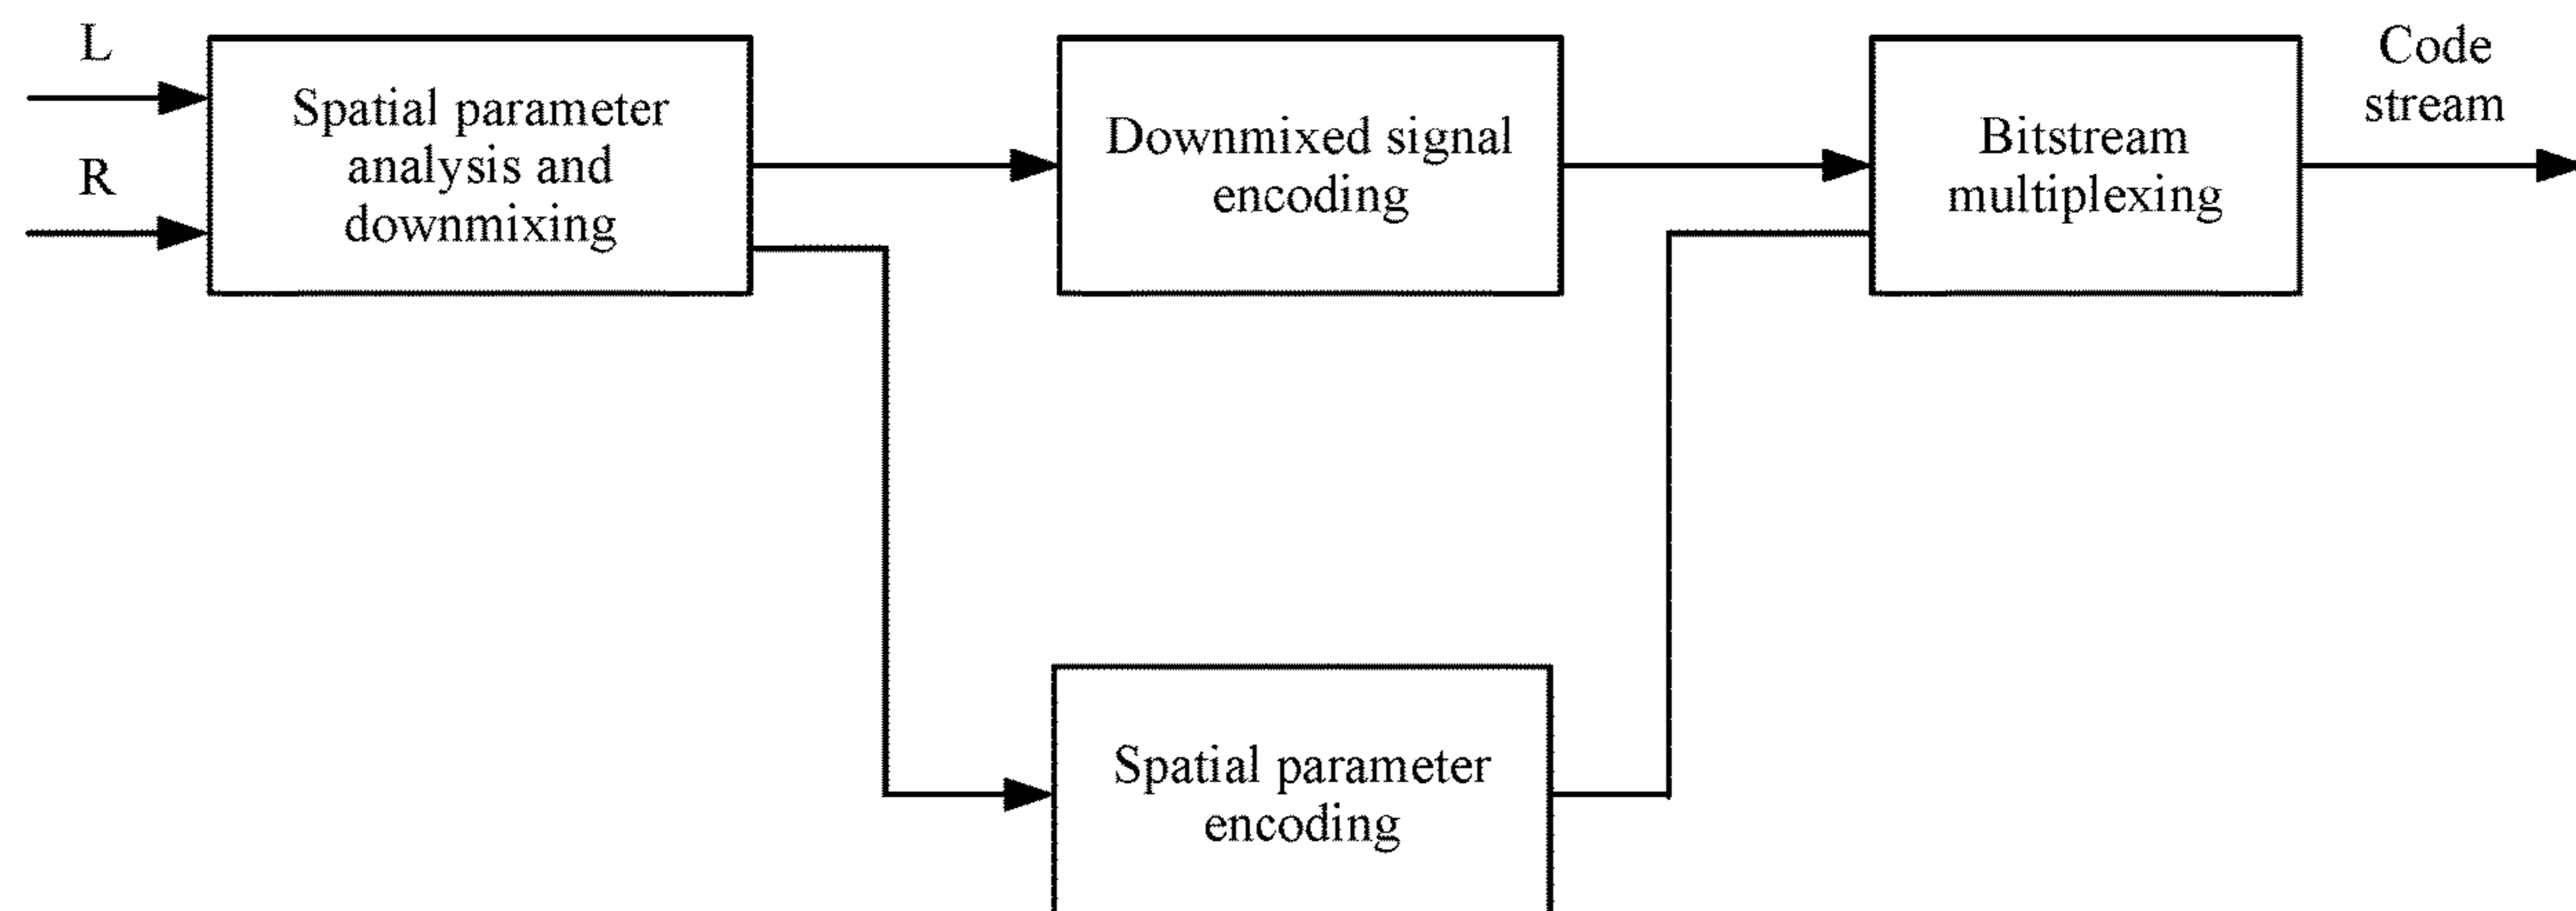 L
R
Spatial parameter
analysis and
downmixing
Downmixed signal
encoding
Bitstream
multiplexing
Code
stream
Spatial parameter
encoding